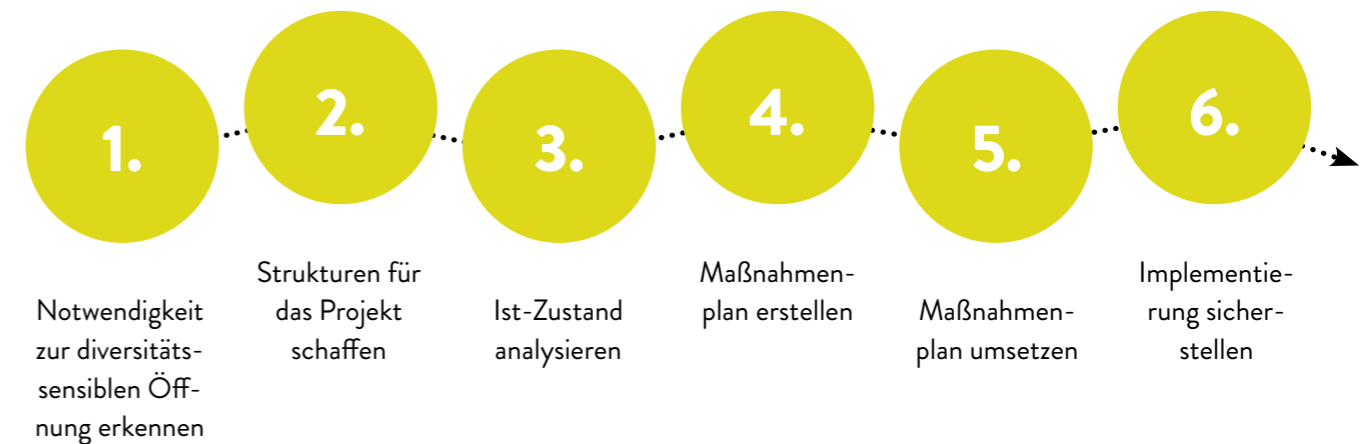 1.
Notwendigkeit
zur diversitäts-
sensiblen Öff-
nung erkennen
2.
Strukturen für
das Projekt
schaffen
3.
Ist-Zustand
analysieren
4.
Maßnahmen-
plan erstellen
5.
Maßnahmen-
plan umsetzen
6.
Implementie-
rung sicher-
stellen